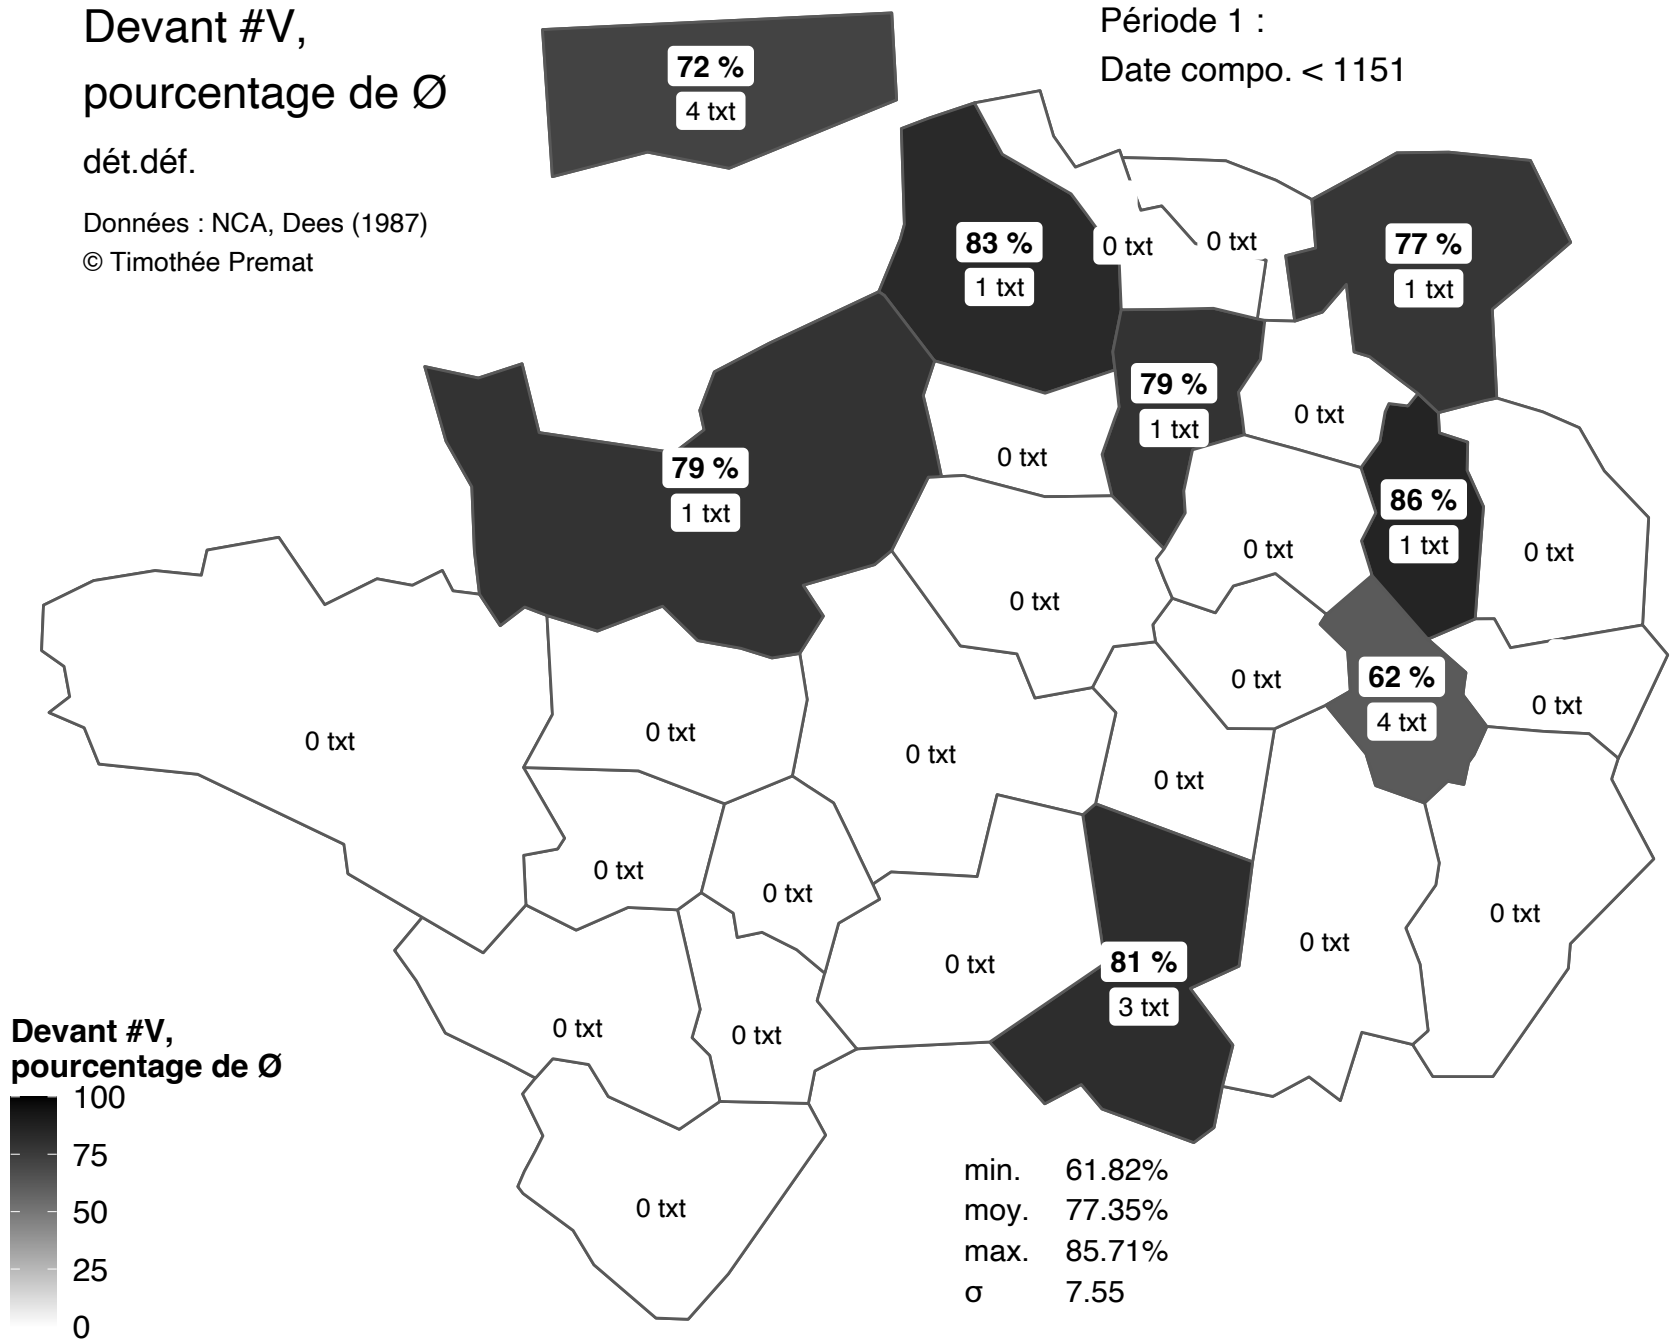 Devant #V,
pourcentage de Ø
dét.déf.
Données : NCA, Dees (1987)
© Timothée Premat
Période 1 :
Date compo. < 1151
72 %
4 txt
83 %
1 txt
0 txt
0 txt
77 %
1 txt
79 %
1 txt
0 txt
0 txt
79 %
1 txt
86 %
1 txt
0 txt
0 txt
0 txt
62 %
4 txt
0 txt
0 txt
0 txt
0 txt
0 txt
0 txt
0 txt
0 txt
0 txt
81 %
3 txt
0 txt
0 txt
0 txt
0 txt
0 txt
0 txt
Devant #V,
pourcentage de Ø
100
75
50
25
0
min. 61.82%
moy. 77.35%
max. 85.71%
σ 7.55